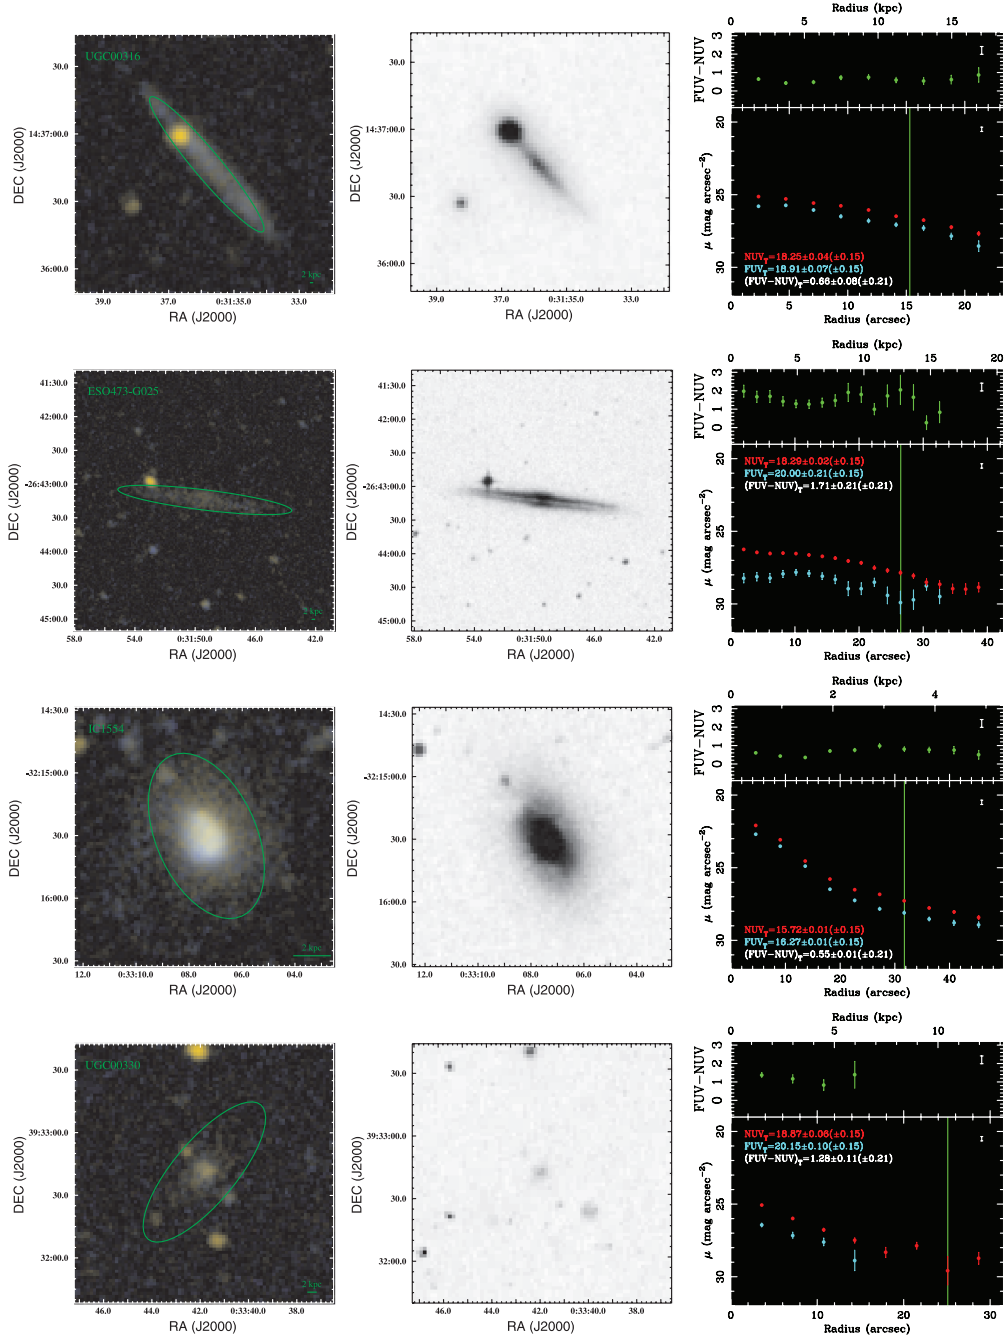 UGC00316
30.0
14:37:00.0
30.0
36:00.0
DEC (J2000)
39.0 37.0 0:31:35.0 33.0
RA (J2000)
2 kpc
30.0
14:37:00.0
30.0
36:00.0
DEC (J2000)
39.0 37.0 0:31:35.0 33.0
RA (J2000)
Radius (kpc)
0 5 10 15
FUV−NUV
3
2
1
0
20
25
30
μ (mag arcsec−2)
NUVT=18.25±0.04(±0.15)
FUVT=18.91±0.07(±0.15)
(FUV−NUV)T=0.66±0.08(±0.21)
0 5 10 15 20
Radius (arcsec)
ESO473-G025
41:30.0
42:00.0
30.0
-26:43:00.0
30.0
44:00.0
30.0
45:00.0
DEC (J2000)
58.0 54.0 0:31:50.0 46.0 42.0
RA (J2000)
2 kpc
41:30.0
42:00.0
30.0
-26:43:00.0
30.0
44:00.0
30.0
45:00.0
DEC (J2000)
58.0 54.0 0:31:50.0 46.0 42.0
RA (J2000)
Radius (kpc)
0 5 10 15 20
FUV−NUV
3
2
1
0
20
25
30
μ (mag arcsec−2)
NUVT=18.29±0.02(±0.15)
FUVT=20.00±0.21(±0.15)
(FUV−NUV)T=1.71±0.21(±0.21)
0 10 20 30 40
Radius (arcsec)
IC1554
14:30.0
-32:15:00.0
30.0
16:00.0
30.0
DEC (J2000)
12.0 0:33:10.0 08.0 06.0 04.0
RA (J2000)
2 kpc
14:30.0
-32:15:00.0
30.0
16:00.0
30.0
DEC (J2000)
12.0 0:33:10.0 08.0 06.0 04.0
RA (J2000)
Radius (kpc)
0 2 4
FUV−NUV
3
2
1
0
20
25
30
μ (mag arcsec−2)
NUVT=15.72±0.01(±0.15)
FUVT=16.27±0.01(±0.15)
(FUV−NUV)T=0.55±0.01(±0.21)
0 10 20 30 40
Radius (arcsec)
UGC00330
30.0
39:33:00.0
30.0
32:00.0
DEC (J2000)
46.0 44.0 42.0 0:33:40.0 38.0
RA (J2000)
2 kpc
30.0
39:33:00.0
30.0
32:00.0
DEC (J2000)
46.0 44.0 42.0 0:33:40.0 38.0
RA (J2000)
Radius (kpc)
0 5 10
FUV−NUV
3
2
1
0
20
25
30
μ (mag arcsec−2)
NUVT=18.87±0.06(±0.15)
FUVT=20.15±0.10(±0.15)
(FUV−NUV)T=1.28±0.11(±0.21)
0 10 20 30
Radius (arcsec)